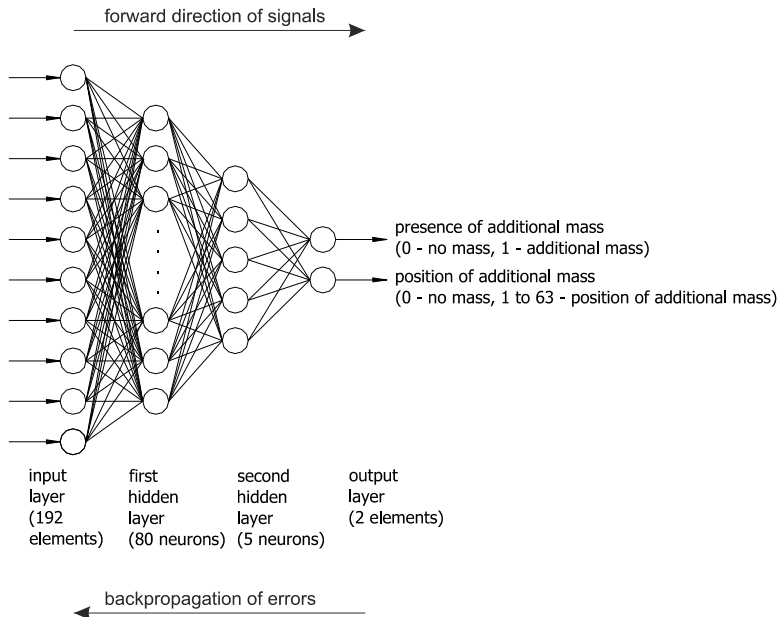 forward direction of signals
presence of additional mass
(0 - no mass, 1 - additional mass)
position of additional mass
(0 - no mass, 1 to 63 - position of additional mass)
input
layer
(192
elements)
first
hidden
layer
(80 neurons)
second
hidden
layer
(5 neurons)
output
layer
(2 elements)
backpropagation of errors